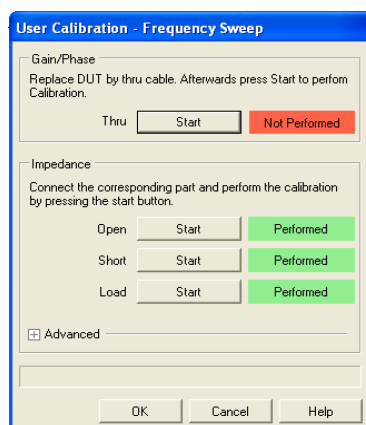 User Calibration - Frequency Sweep
Gain/Phase
Replace DUT by thru cable. Afterwards press Start to perfom
Calibration.
Thru Start Not Performed
Impedance
Connect the corresponding part and perform the calibration
by pressing the start button.
Open Start Performed
Short Start Performed
Load Start Performed
Advanced
OK Cancel Help